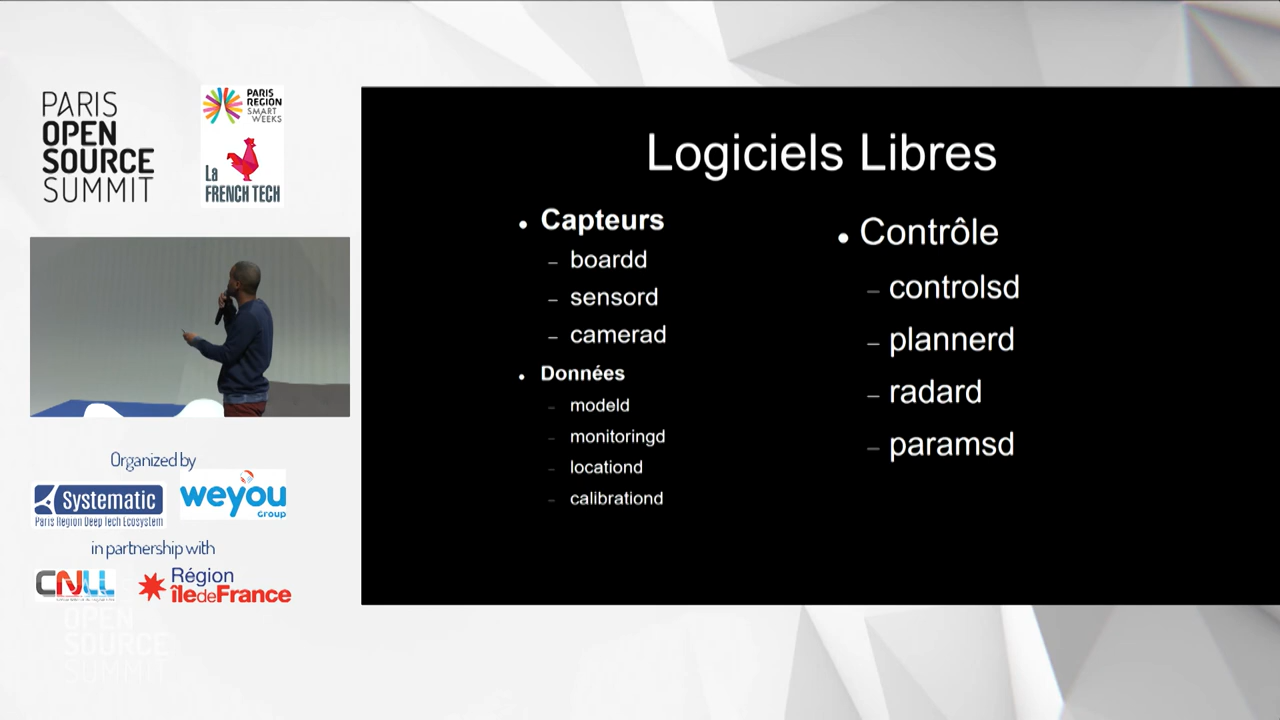 PARIS
OPEN
SOURCE
SUMMIT
PARIS
REGION
SMART
WEEKS
La
FRENCH TECH
Logiciels Libres
Capteurs
– boardd
– sensord
– camerad
Données
– modeld
– monitoringd
– locationd
– calibrationd
Contrôle
– controlsd
– plannerd
– radard
– paramsd
Organized by
Systematic
Paris Region Deep Tech Ecosystem
weyou
GROUP
in partnership with
CNLL
Région
îledeFrance
OPEN
SOURCE
SUMMIT